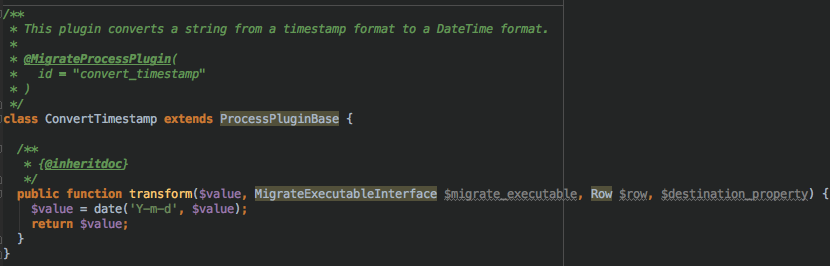 /**
 * This plugin converts a string from a timestamp format to a DateTime format.
 *
 * @MigrateProcessPlugin(
 *   id = "convert_timestamp"
 * )
 */
class ConvertTimestamp extends ProcessPluginBase {
  /**
   * {@inheritdoc}
   */
  public function transform($value, MigrateExecutableInterface $migrate_executable, Row $row, $destination_property) {
    $value = date('Y-m-d', $value);
    return $value;
  }
}